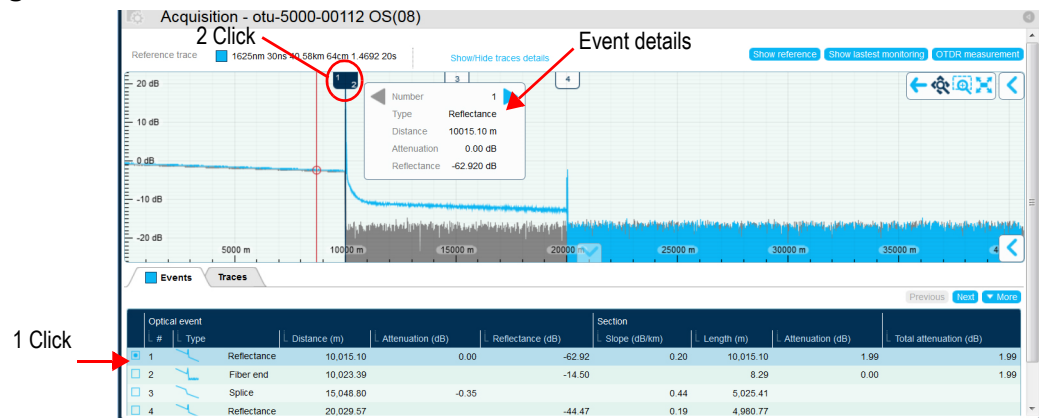 Acquisition - otu-5000-00112 OS(08)
2 Click
Event details
Reference trace 1625nm 30ns 40.58km 64cm 1.4692 20s Show/Hide traces details Show reference Show lastest monitoring OTDR measurement
20 dB
10 dB
0 dB
-10 dB
-20 dB
1 2 3 4
Number 1
Type Reflectance
Distance 10015.10 m
Attenuation 0.00 dB
Reflectance -62.920 dB
5000 m 10000 m 15000 m 20000 m 25000 m 30000 m 35000 m 4
Events Traces
Previous Next More
1 Click
Optical event Section
# Type Distance (m) Attenuation (dB) Reflectance (dB) Slope (dB/km) Length (m) Attenuation (dB) Total attenuation (dB)
1 Reflectance 10,015.10 0.00 -62.92 0.20 10,015.10 1.99 1.99
2 Fiber end 10,023.39 -14.50 8.29 0.00 1.99
3 Splice 15,048.80 -0.35 0.44 5,025.41
4 Reflectance 20,029.57 -44.47 0.19 4,980.77